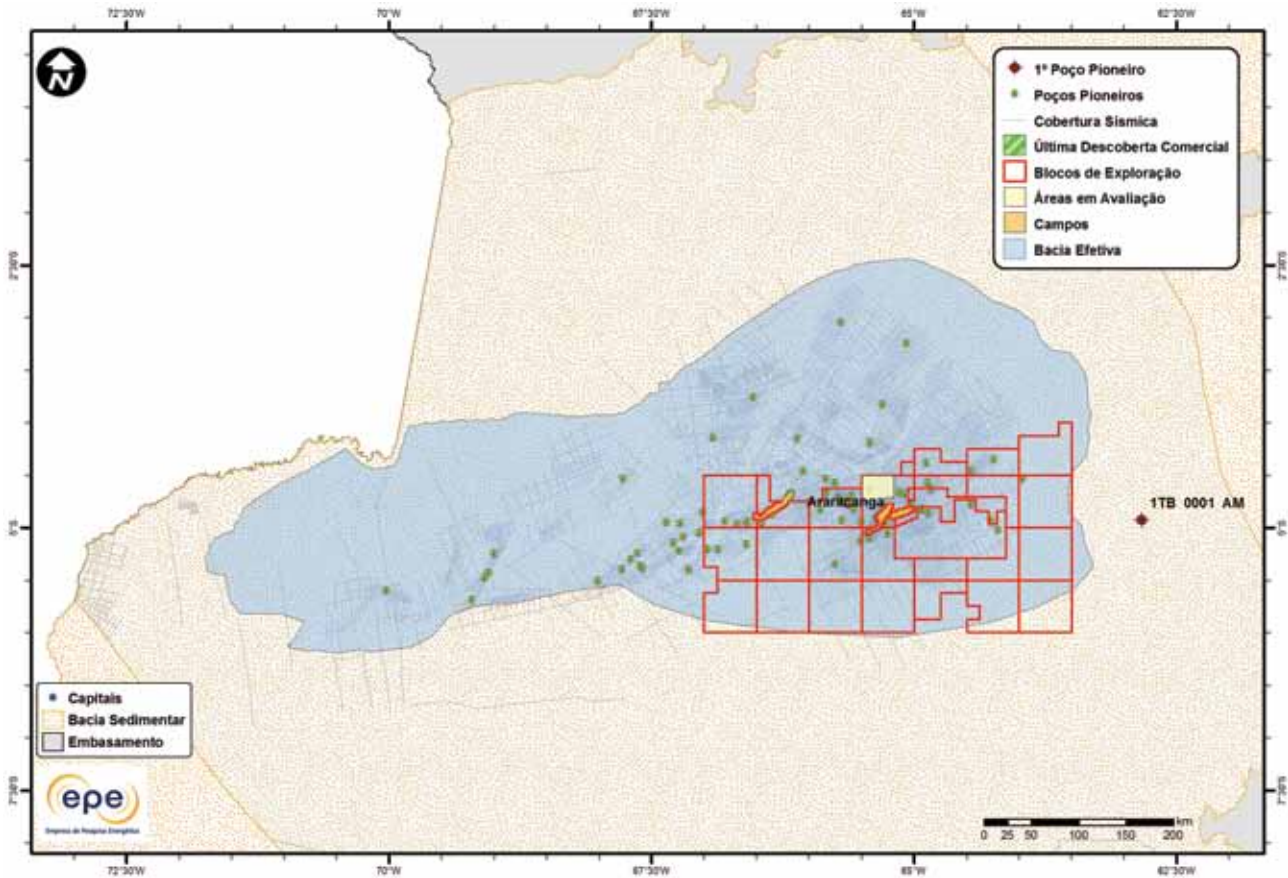 72°30'W 70°W 67°30'W 65°W 62°30'W
N
1º Poço Pioneiro
Poços Pioneiros
Cobertura Sísmica
Última Descoberta Comercial
Blocos de Exploração
Áreas em Avaliação
Campos
Bacia Efetiva
2°30'S 2°30'S
Araracanga
1TB 0001 AM
5°S 5°S
Capitais
Bacia Sedimentar
Embasamento
epe
Empresa de Pesquisa Energética
7°30'S 7°30'S
km
0 25 50 100 150 200
72°30'W 70°W 67°30'W 65°W 62°30'W